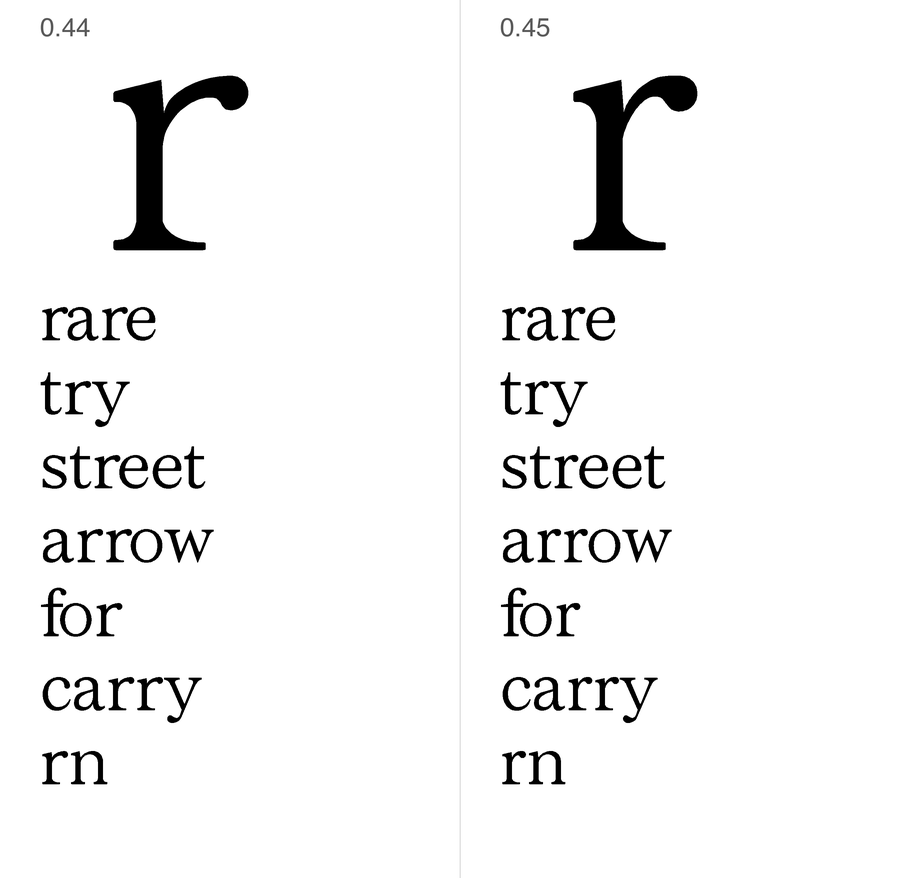 0.44
r
rare
try
street
arrow
for
carry
rn
0.45
r
rare
try
street
arrow
for
carry
rn